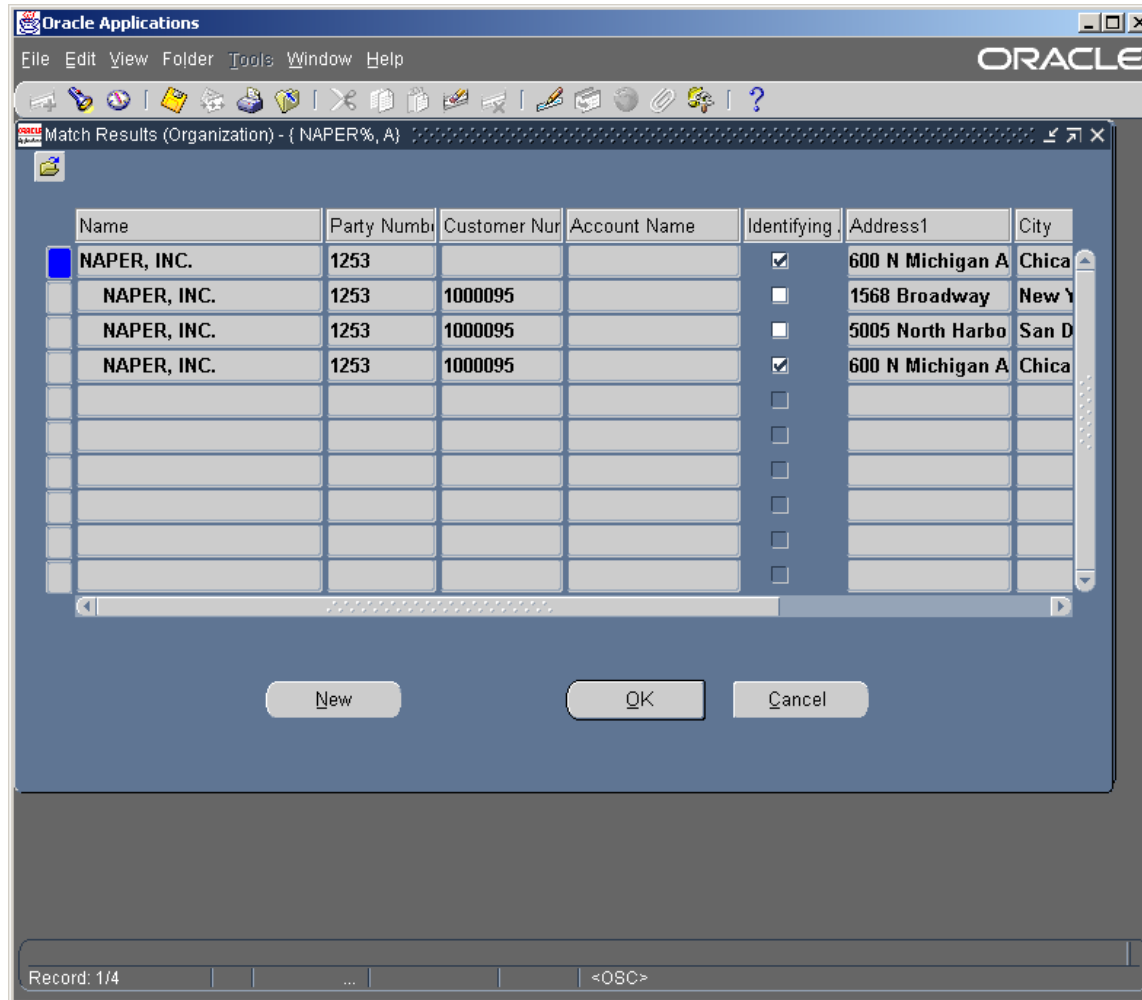 Oracle Applications
File Edit View Folder Tools Window Help
ORACLE
Match Results (Organization) - { NAPER%, A}
Name Party Numb Customer Nur Account Name Identifying Address1 City
NAPER, INC. 1253 600 N Michigan A Chica
NAPER, INC. 1253 1000095 1568 Broadway New Y
NAPER, INC. 1253 1000095 5005 North Harbo San D
NAPER, INC. 1253 1000095 600 N Michigan A Chica
New OK Cancel
Record: 1/4 ... <OSC>